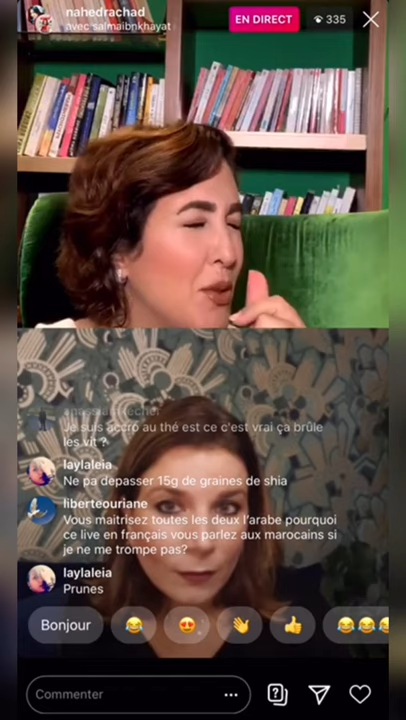 nahedrachad
avec salmaibnkhayat
EN DIRECT
335
Je suis accro au thé est ce c'est vrai ça brûle
les vit ?
laylaleia
Ne pa depasser 15g de graines de shia
liberteouriane
Vous maitrisez toutes les deux l'arabe pourquoi
ce live en français vous parlez aux marocains si
je ne me trompe pas?
laylaleia
Prunes
Bonjour
Commenter